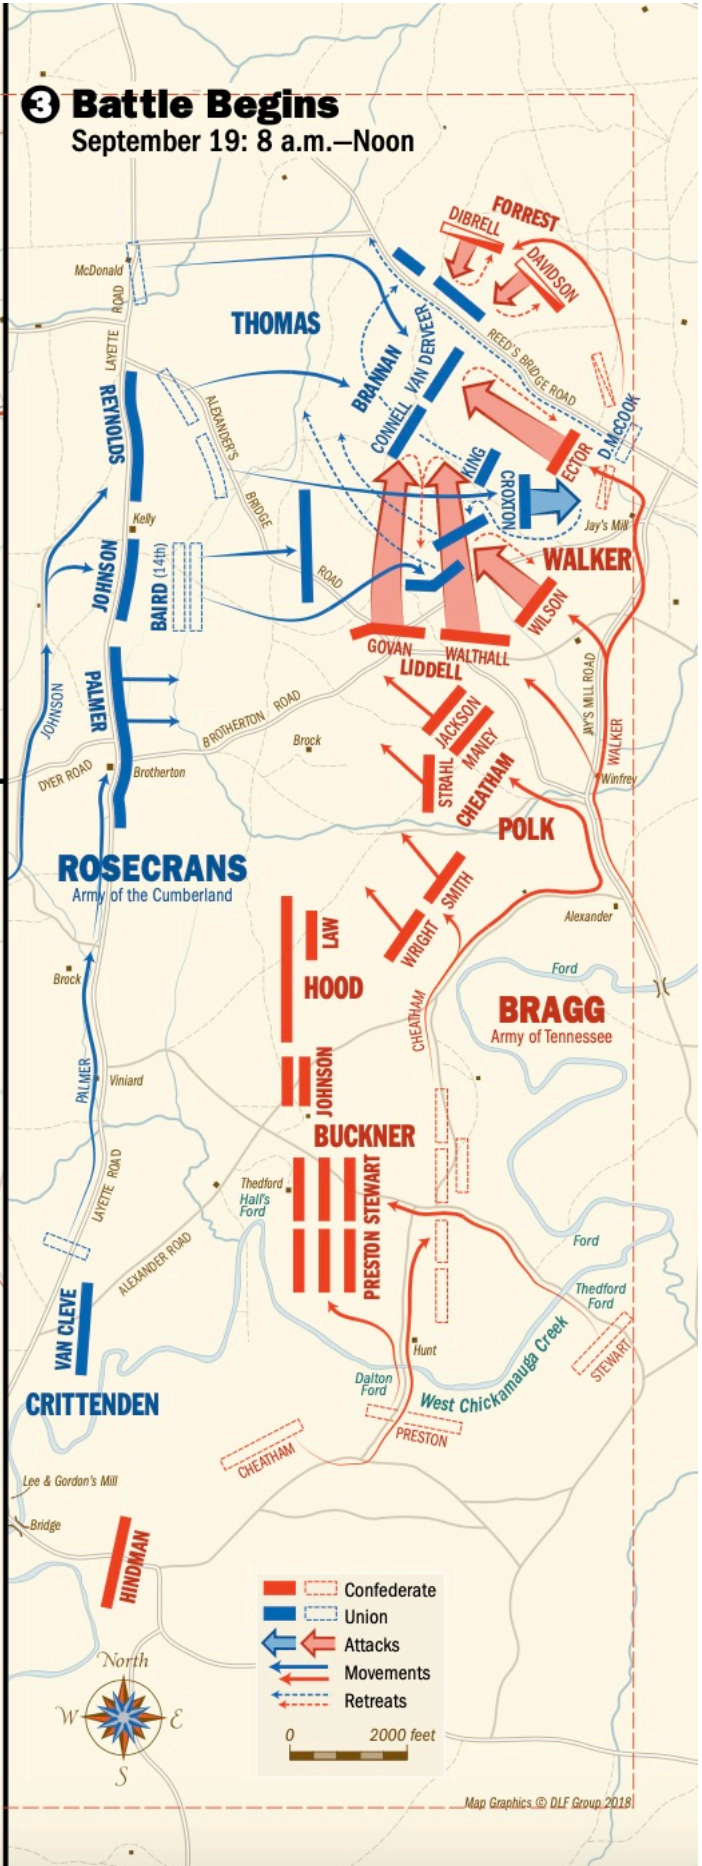 3 Battle Begins
September 19: 8 a.m.—Noon
FORREST
DIBRELL
DAVIDSON
McDonald
LAYETTE ROAD
THOMAS
REED'S BRIDGE ROAD
BRANNAN
VAN DERVEER
CONNELL
REYNOLDS
ALEXANDER'S
BRIDGE
ROAD
D. McCOOK
ECTOR
KING
CROXTON
Jay's Mill
Kelly
JOHNSON
BAIRD (14th)
WALKER
WILSON
GOVAN
WALTHALL
LIDDELL
JAY'S MILL ROAD
WALKER
PALMER
JOHNSON
BROTHERTON ROAD
Brock
JACKSON
MANEY
STRAHL
CHEATHAM
DYER ROAD
Brotherton
Winfrey
POLK
ROSECRANS
Army of the Cumberland
SMITH
WRIGHT
LAW
HOOD
Alexander
Brock
Ford
BRAGG
Army of Tennessee
CHEATHAM
PALMER
Viniard
JOHNSON
BUCKNER
LAYETTE ROAD
Thedford
Hall's
Ford
STEWART
PRESTON
ALEXANDER ROAD
Ford
Thedford
Ford
STEWART
VAN CLEVE
Hunt
West Chickamauga Creek
Dalton
Ford
CRITTENDEN
PRESTON
CHEATHAM
Lee & Gordon's Mill
Bridge
HINDMAN
Confederate
Union
Attacks
Movements
Retreats
0 2000 feet
North
W
E
S
Map Graphics © DLF Group 2018